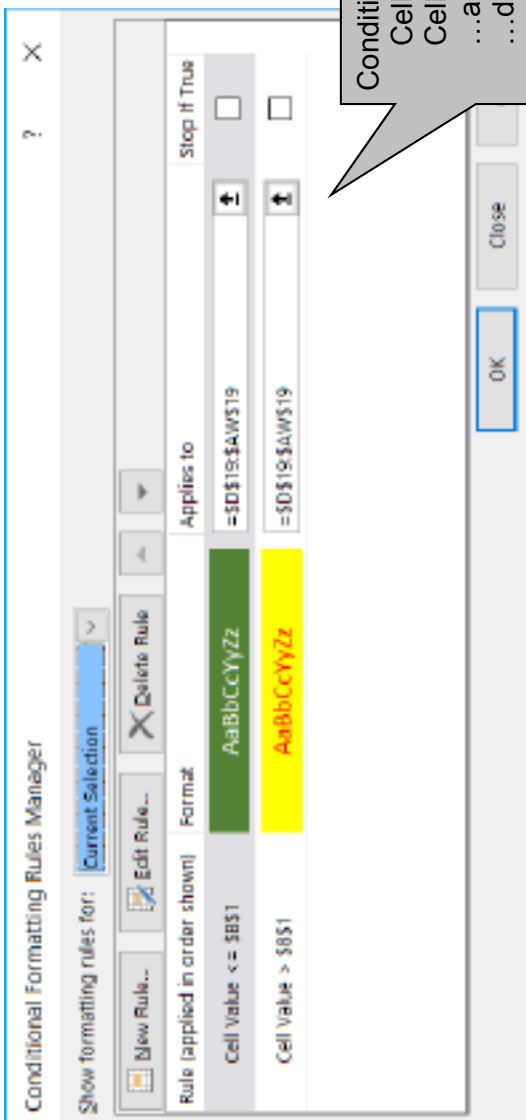 Conditional Formatting Rules Manager
? X
Show formatting rules for: Current Selection
New Rule... Edit Rule... Delete Rule
Rule (applied in order shown) Format Applies to Stop If True
Cell Value <= $B$1 AaBbCcYyZz =$D$19:$AW$19
Cell Value > $B$1 AaBbCcYyZz =$D$19:$AW$19
OK Close
Conditi
Cel
Cel
…a
…d